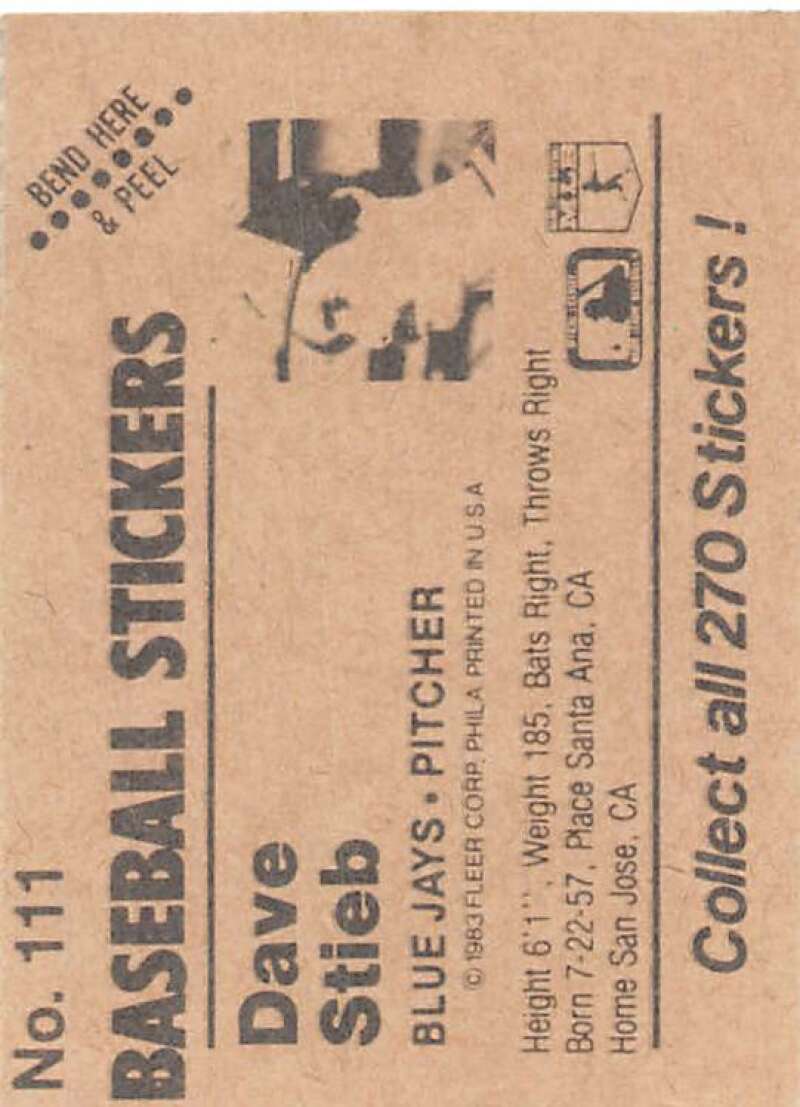 No. 111
BEND HERE
& PEEL
BASEBALL STICKERS
Dave
Stieb
BLUE JAYS • PITCHER
© 1983 FLEER CORP. PHILA PRINTED IN U.S.A
Height 6'1", Weight 185, Bats Right, Throws Right
Born 7-22-57, Place Santa Ana, CA
Home San Jose, CA
Collect all 270 Stickers!